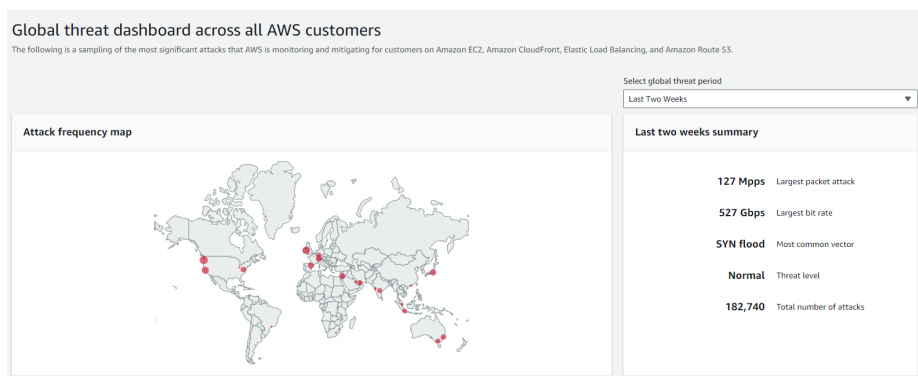 Global threat dashboard across all AWS customers
The following is a sampling of the most significant attacks that AWS is monitoring and mitigating for customers on Amazon EC2, Amazon CloudFront, Elastic Load Balancing, and Amazon Route 53.
Select global threat period
Last Two Weeks
Attack frequency map
Last two weeks summary
127 Mpps Largest packet attack
527 Gbps Largest bit rate
SYN flood Most common vector
Normal Threat level
182,740 Total number of attacks